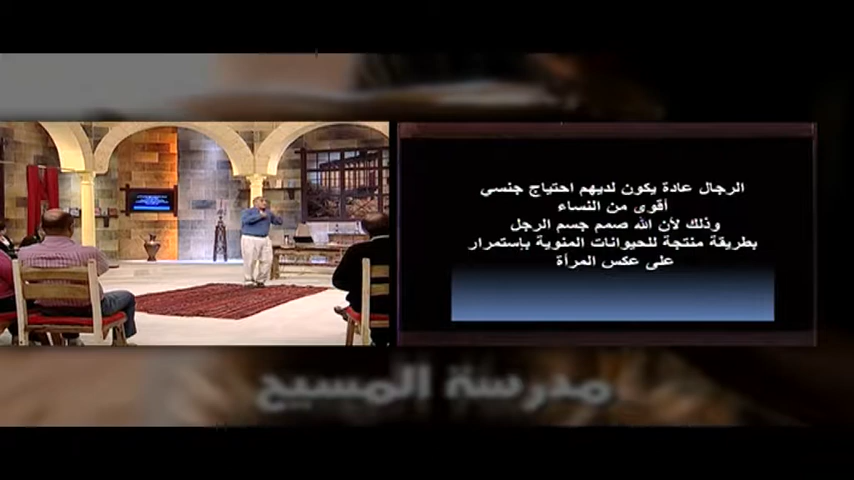 الرجال عادة يكون لديهم احتياج جنسي
أقوى من النساء
وذلك لأن الله صمم جسم الرجل
بطريقة منتجة للحيوانات المنوية بإستمرار
على عكس المرأة
مدرسة المسيح